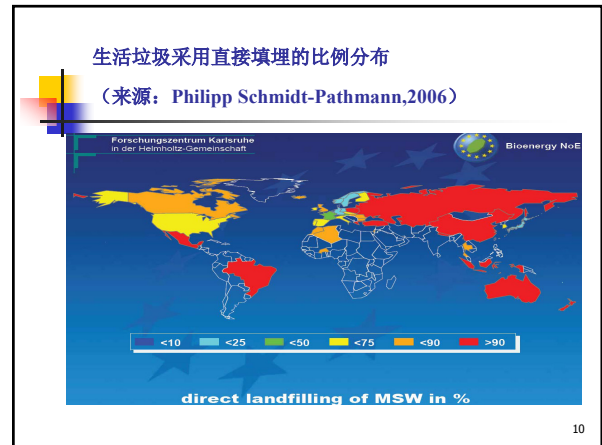 生活垃圾采用直接填埋的比例分布
（来源：Philipp Schmidt-Pathmann,2006）
Forschungszentrum Karlsruhe
in der Helmholtz-Gemeinschaft
Bioenergy NoE
<10 <25 <50 <75 <90 >90
direct landfilling of MSW in %
10